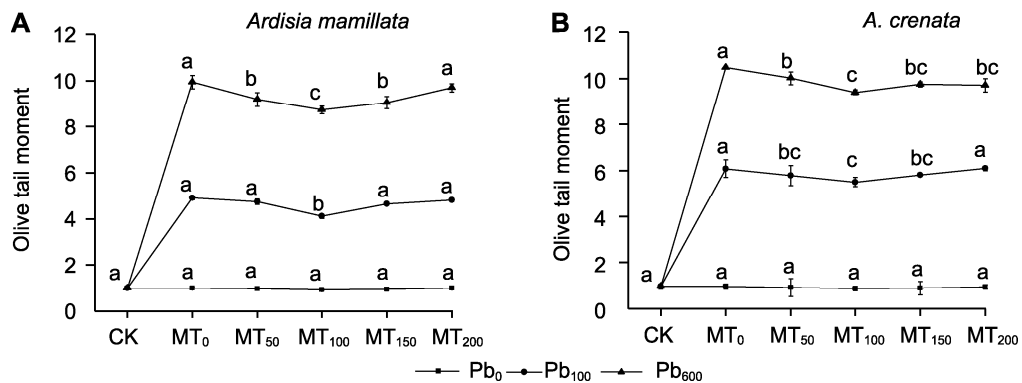 A Ardisia mamillata
Olive tail moment
12
10
8
6
4
2
0
a a b c b a
a a b a a
a a a a a a
CK MT₀ MT₅₀ MT₁₀₀ MT₁₅₀ MT₂₀₀
B A. crenata
Olive tail moment
12
10
8
6
4
2
0
a b c bc bc
a bc c bc a
a a a a a a
CK MT₀ MT₅₀ MT₁₀₀ MT₁₅₀ MT₂₀₀
Pb₀ Pb₁₀₀ Pb₆₀₀